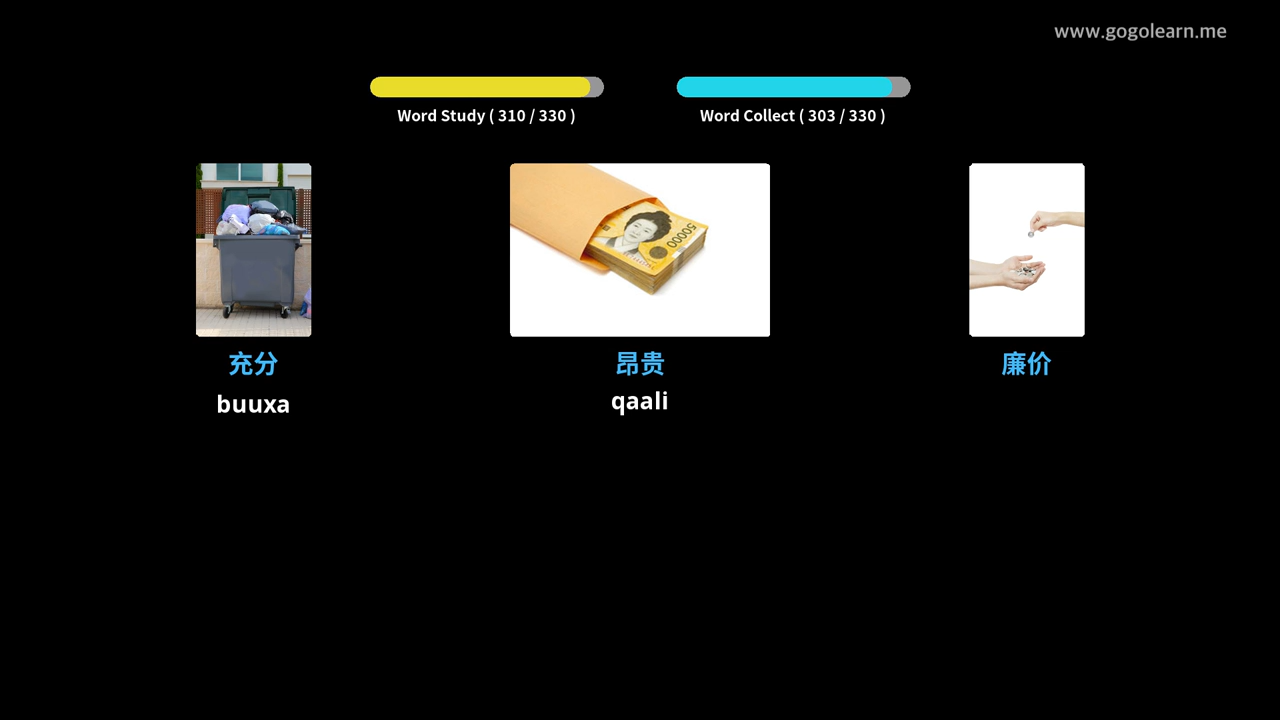 www.gogolearn.me
Word Study ( 310 / 330 )
Word Collect ( 303 / 330 )
50000
充分
昂贵
廉价
buuxa
qaali